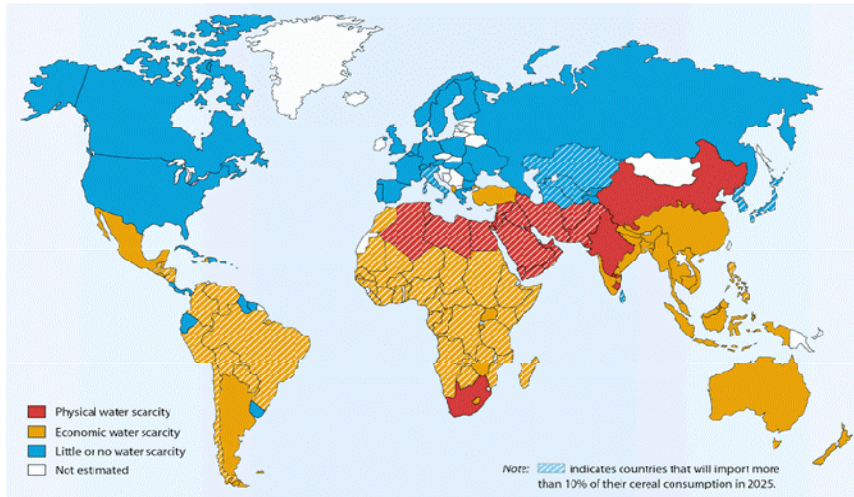 Physical water scarcity
Economic water scarcity
Little or no water scarcity
Not estimated
Note: indicates countries that will import more
than 10% of their cereal consumption in 2025.